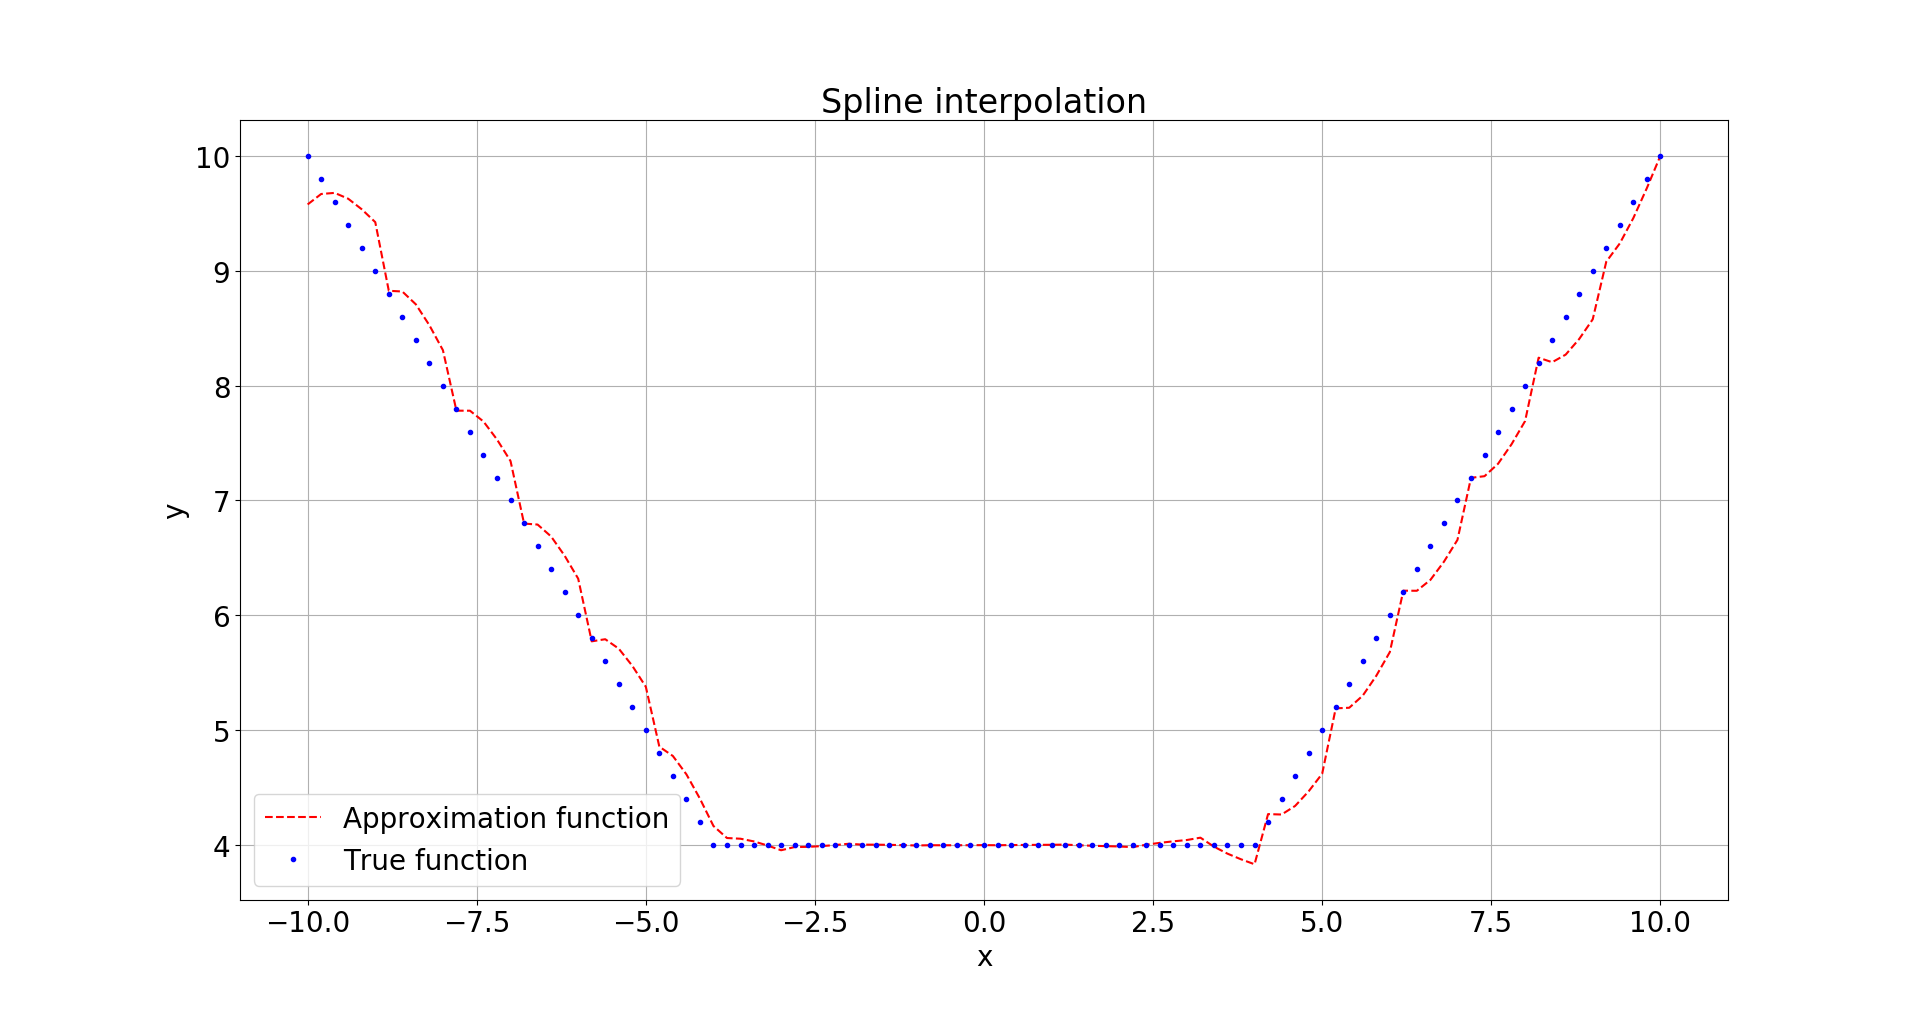 Spline interpolation
10
9
8
7
6
5
4
y
Approximation function
True function
−10.0 −7.5 −5.0 −2.5 0.0 2.5 5.0 7.5 10.0
x